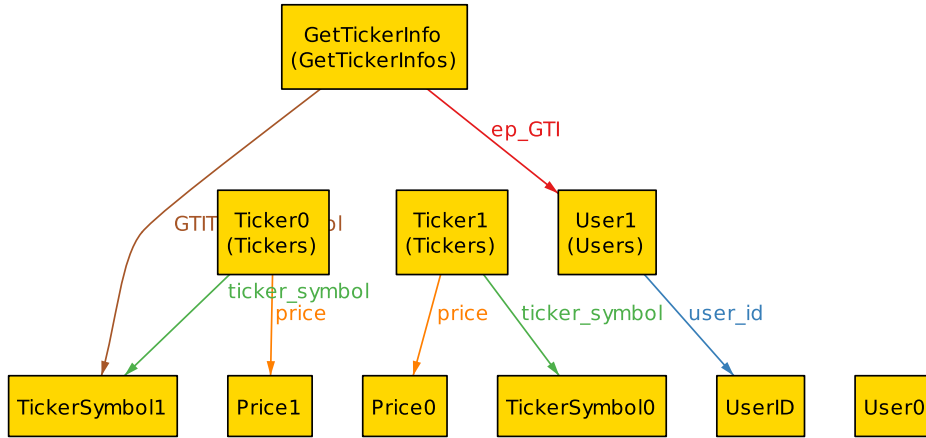 GetTickerInfo
(GetTickerInfos)
ep_GTI
Ticker0
(Tickers)
Ticker1
(Tickers)
User1
(Users)
ticker_symbol
price
price
ticker_symbol
user_id
TickerSymbol1
Price1
Price0
TickerSymbol0
UserID
User0